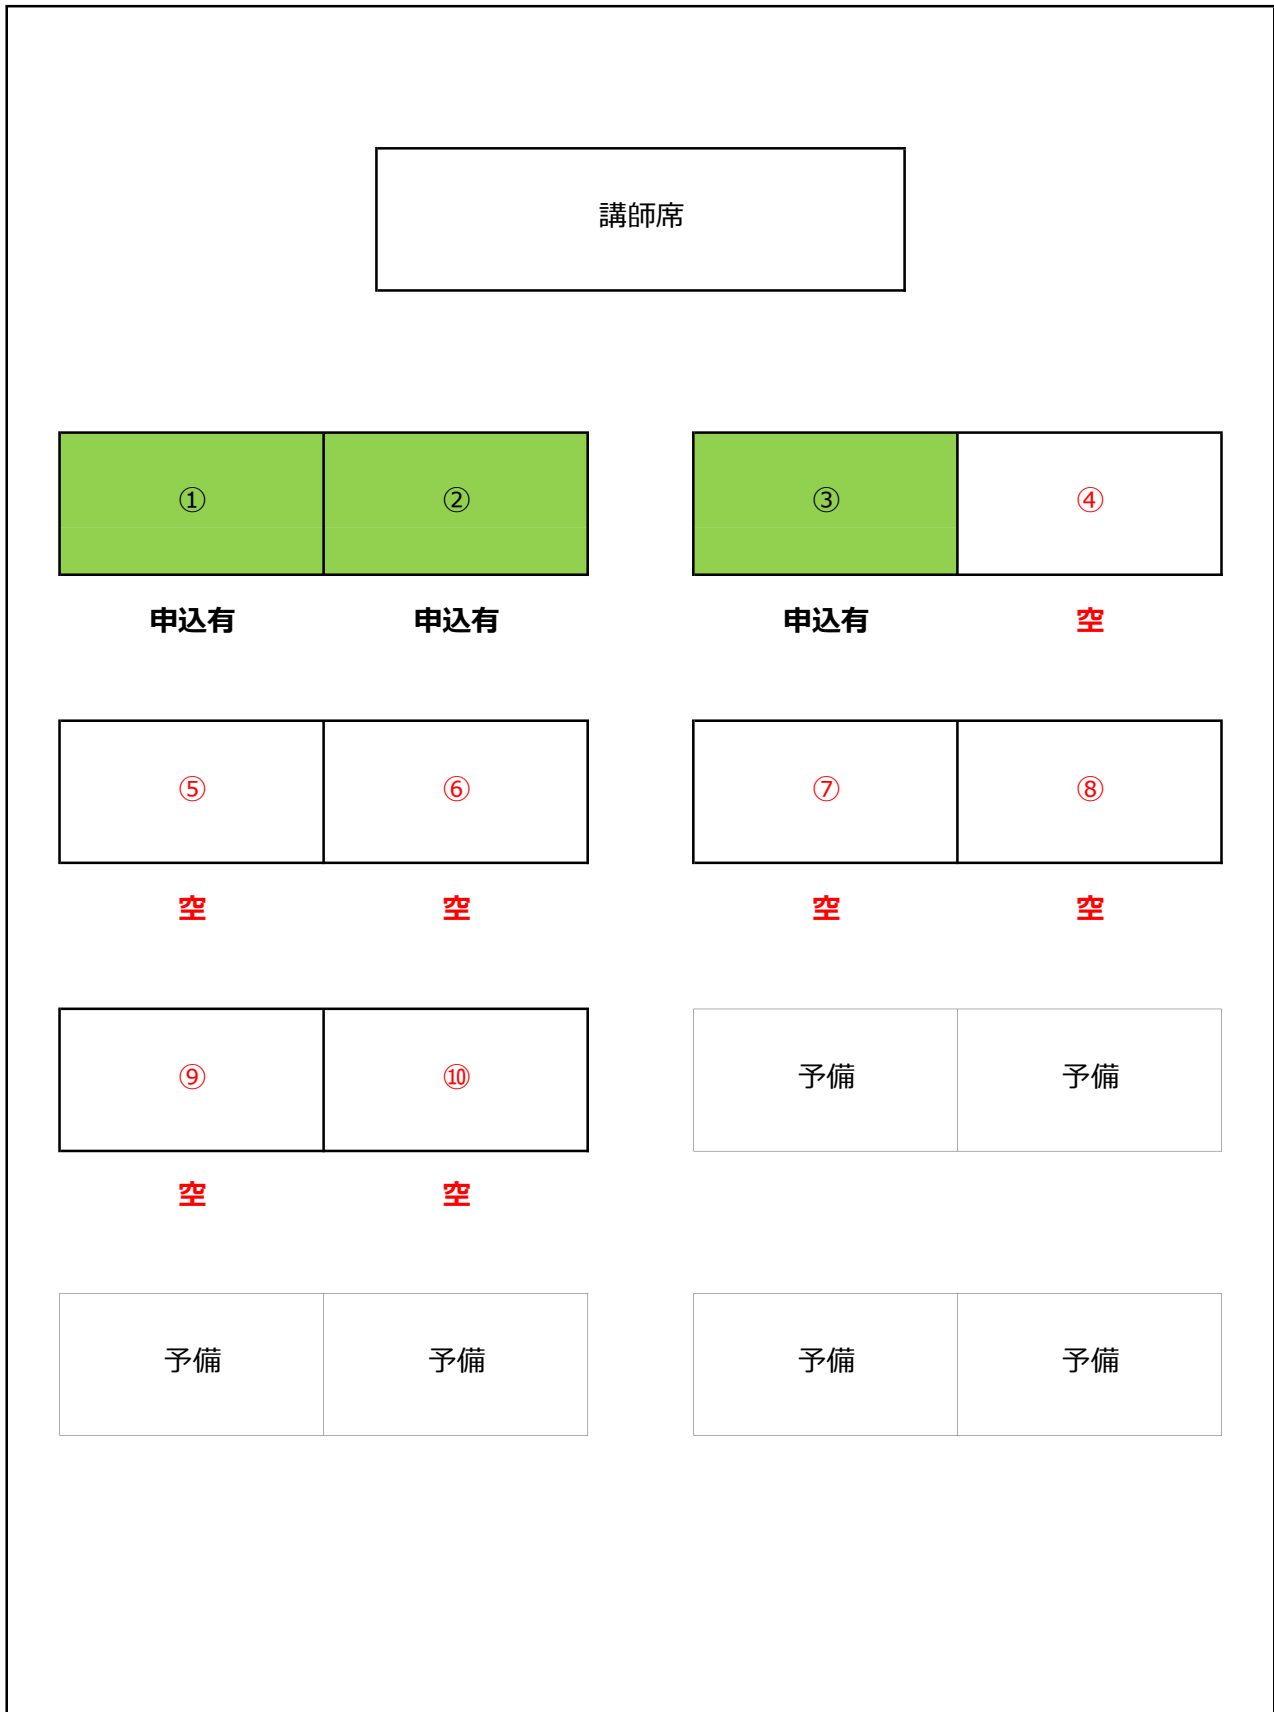 講師席
① ② ③ ④
申込有 申込有 申込有 空
⑤ ⑥ ⑦ ⑧
空 空 空 空
⑨ ⑩ 予備 予備
空 空
予備 予備 予備 予備